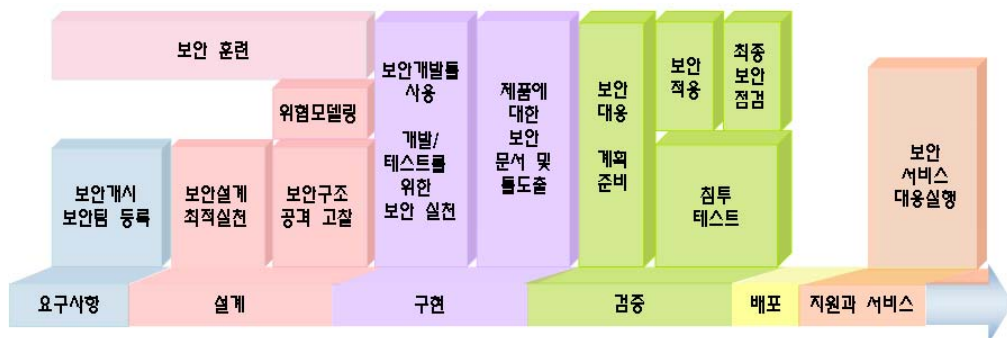 보안 훈련
위협모델링
보안개시
보안팀 등록
보안설계
최적실천
보안구조
공격 고찰
보안개발툴
사용
개발/
테스트를
위한
보안 실천
제품에
대한
보안
문서 및
툴도출
보안
대응
계획
준비
보안
적용
최종
보안
점검
침투
테스트
보안
서비스
대응실행
요구사항
설계
구현
검증
배포
지원과 서비스